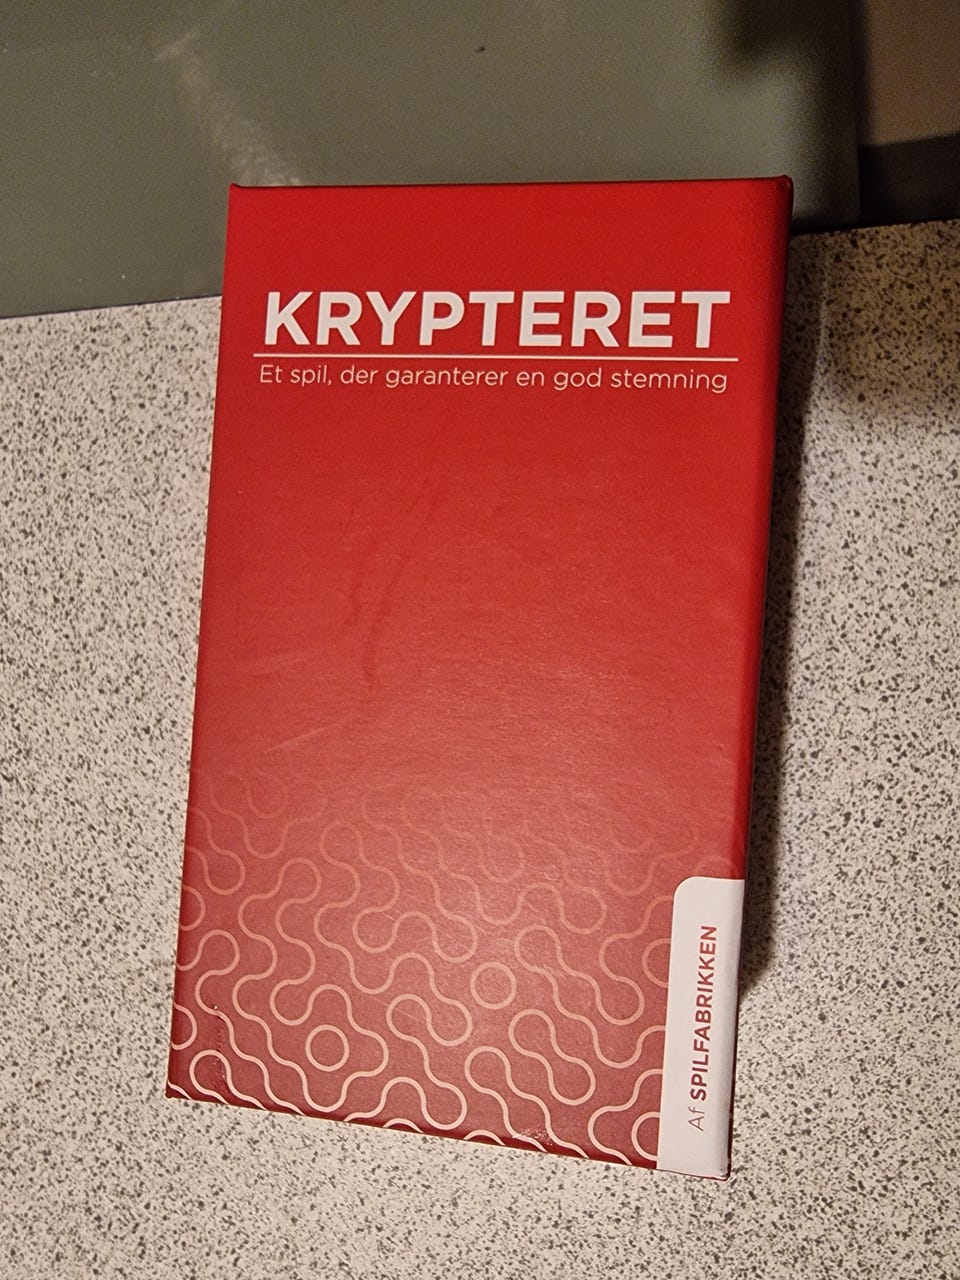 KRYPTERET
Et spil, der garanterer en god stemning
Af SPILFABRIKKEN